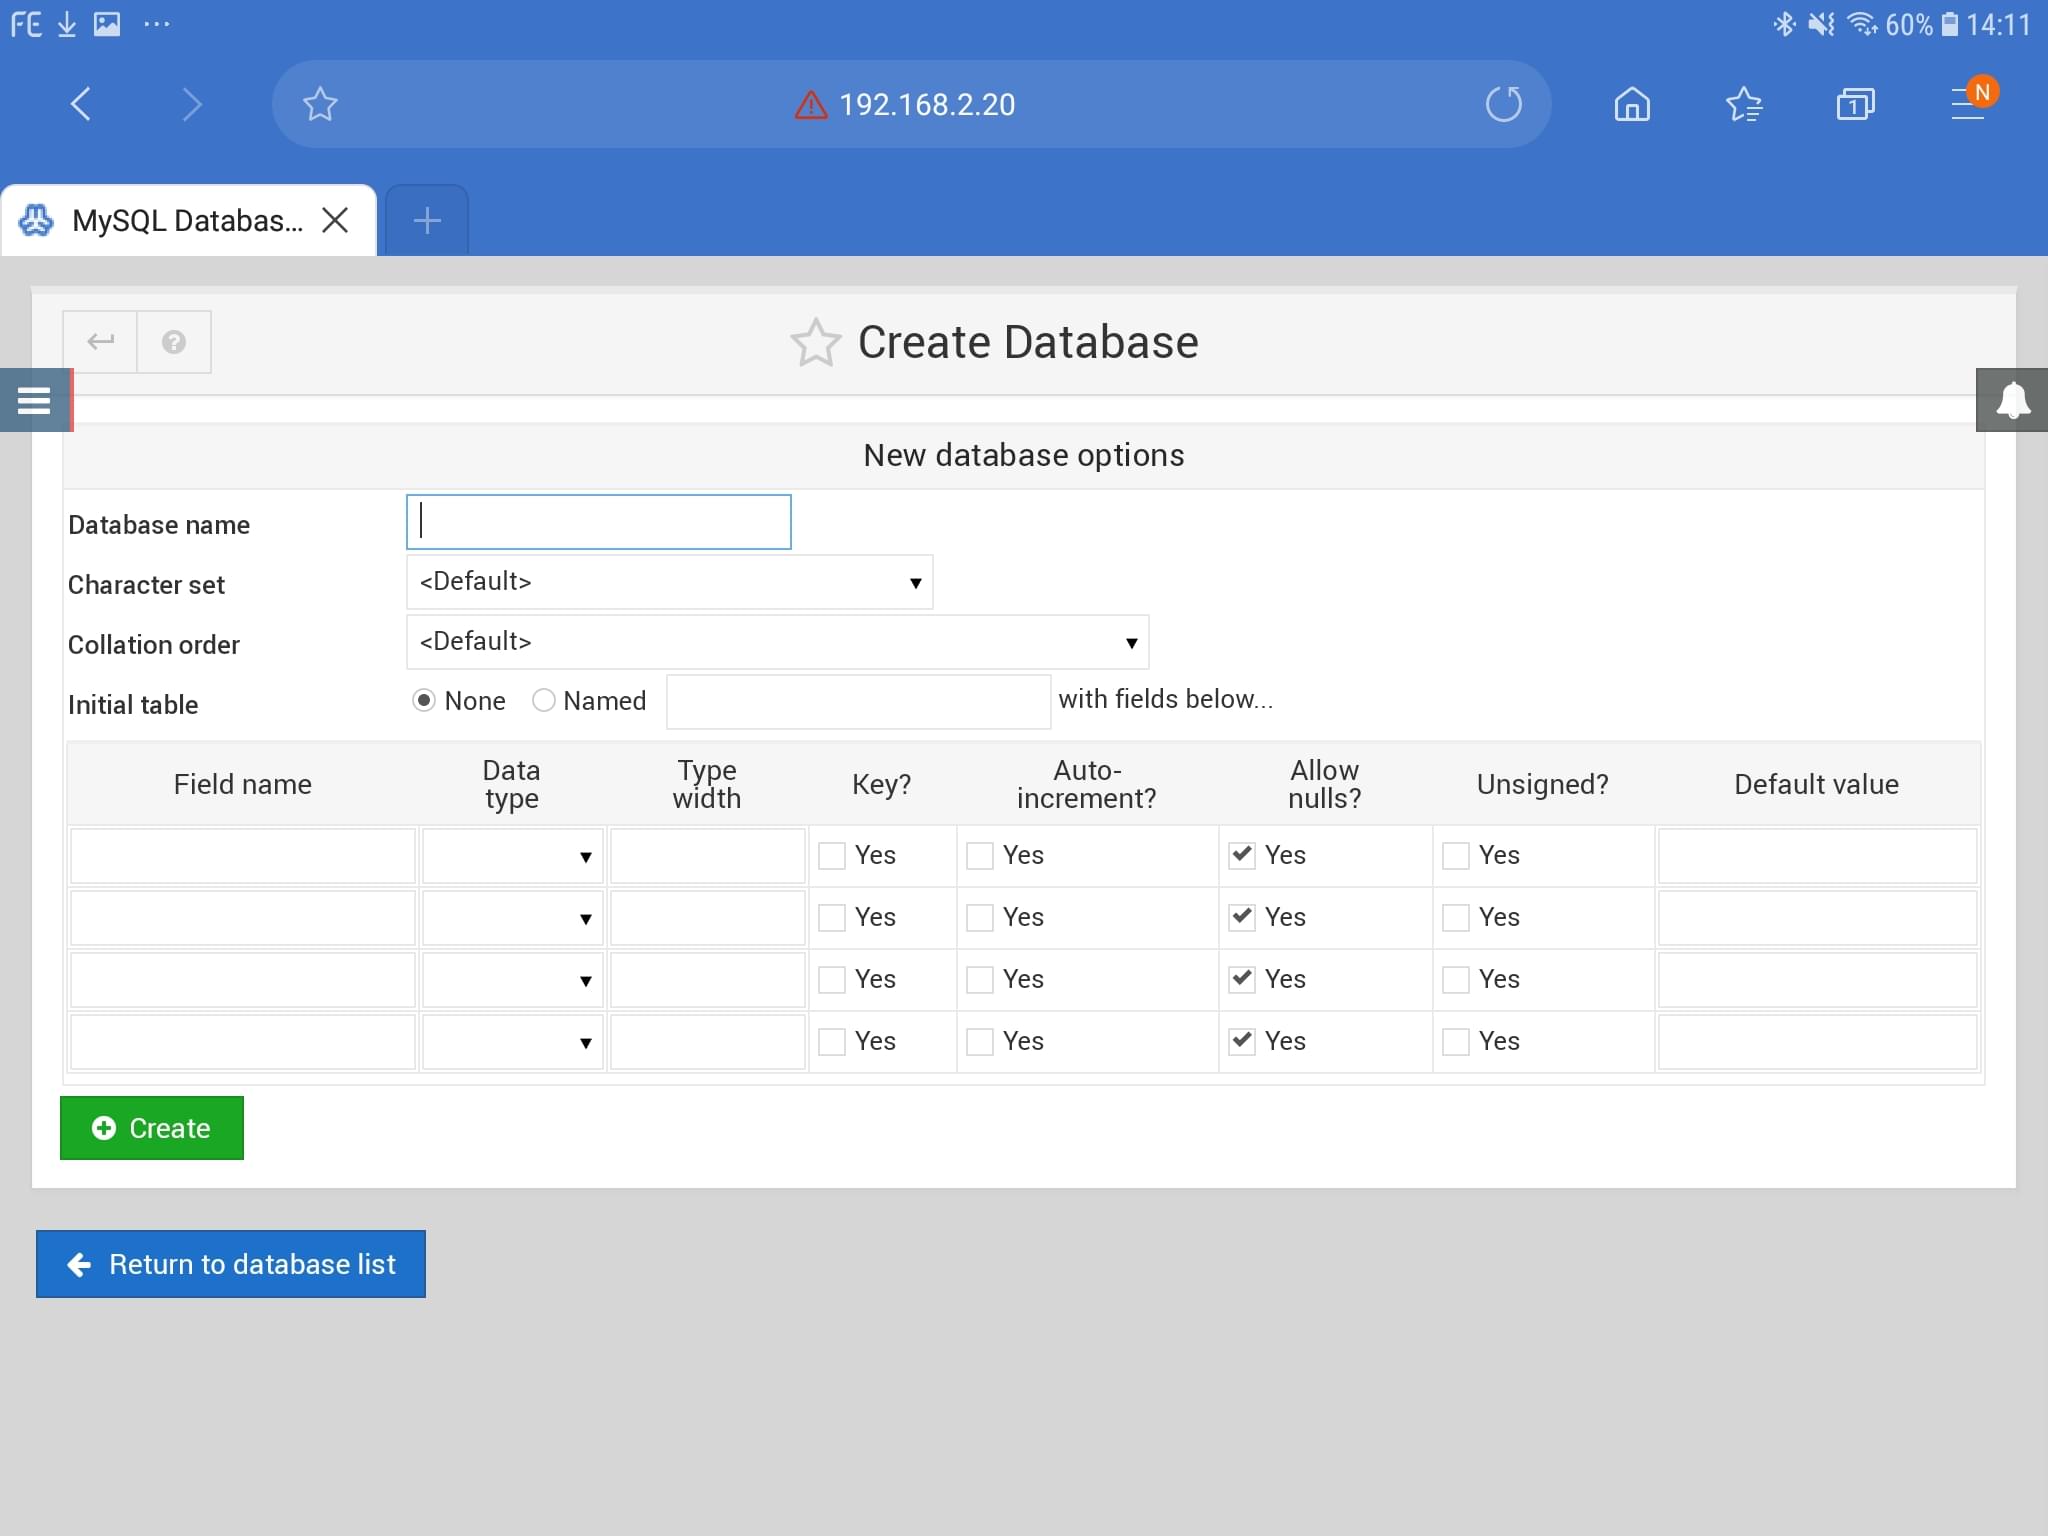 FE ... 60% 14:11
192.168.2.20 1 N
MySQL Databas...
Create Database
New database options
Database name
Character set <Default>
Collation order <Default>
Initial table None Named with fields below...
Field name Data type Type width Key? Auto-increment? Allow nulls? Unsigned? Default value
Yes Yes Yes Yes
Yes Yes Yes Yes
Yes Yes Yes Yes
Yes Yes Yes Yes
Create
Return to database list